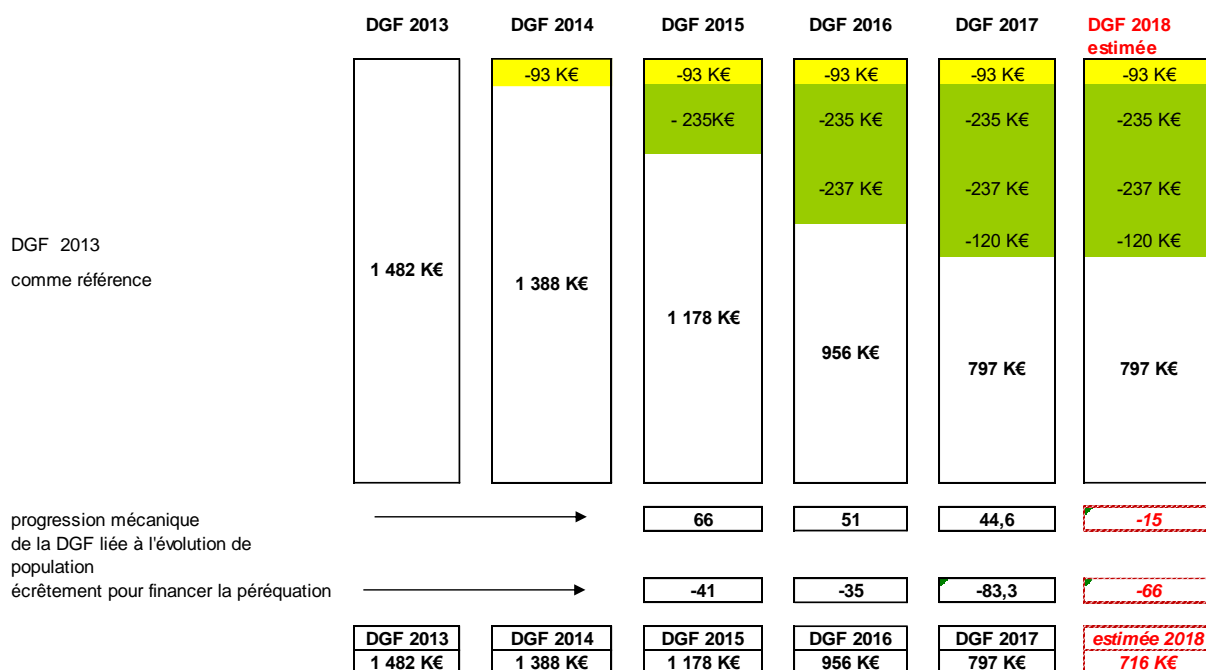 DGF 2013 DGF 2014 DGF 2015 DGF 2016 DGF 2017 DGF 2018
estimée
-93 K€ -93 K€ -93 K€ -93 K€ -93 K€
- 235K€ -235 K€ -235 K€ -235 K€
-237 K€ -237 K€ -237 K€
DGF 2013 -120 K€ -120 K€
comme référence
1 482 K€
1 388 K€
1 178 K€
956 K€
797 K€ 797 K€
progression mécanique 66 51 44,6 -15
de la DGF liée à l'évolution de
population
écrêtement pour financer la péréquation -41 -35 -83,3 -66
DGF 2013 DGF 2014 DGF 2015 DGF 2016 DGF 2017 estimée 2018
1 482 K€ 1 388 K€ 1 178 K€ 956 K€ 797 K€ 716 K€